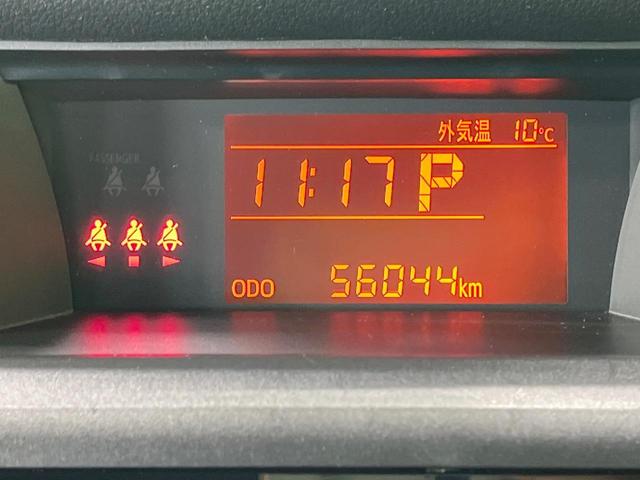 外気温 10℃
PASSENGER
11:17 P
ODO 56044km